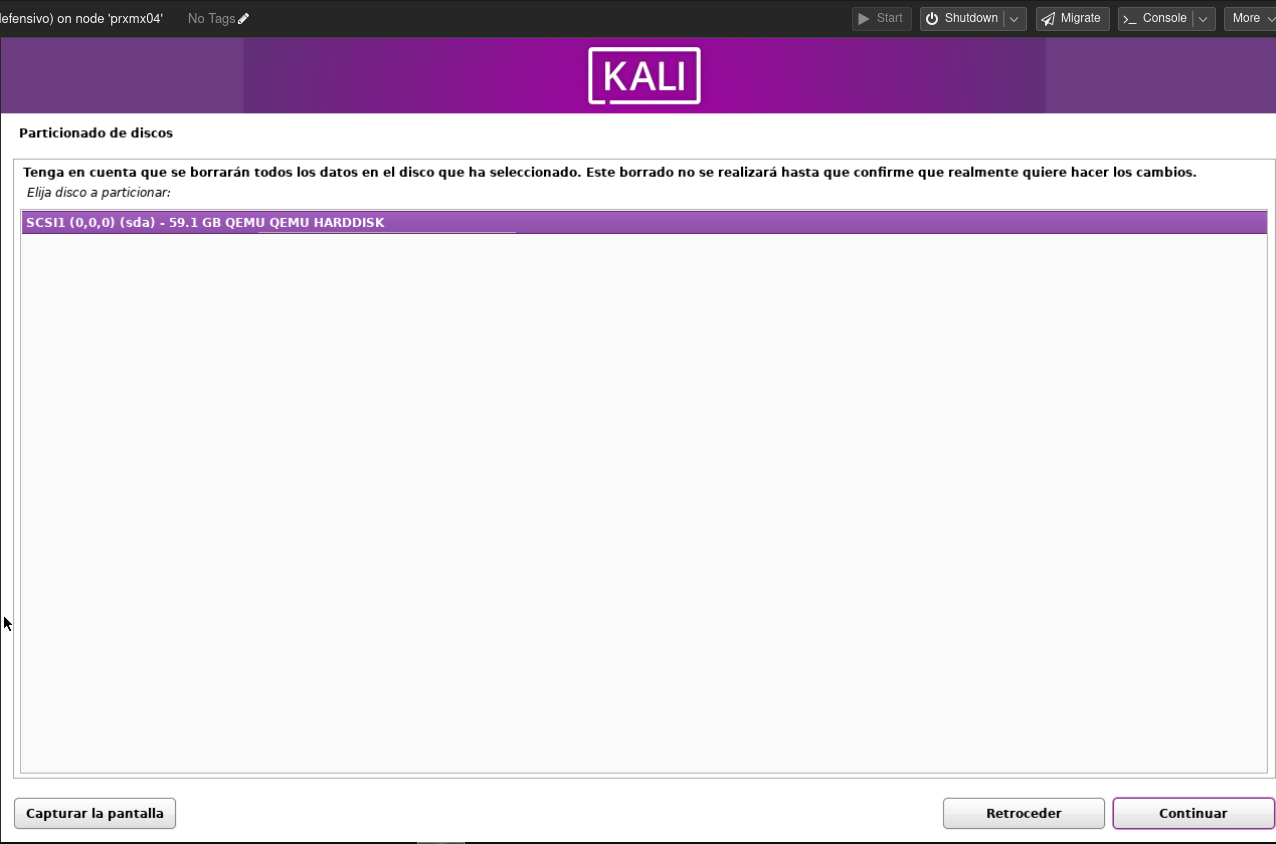 defensivo) on node 'prxmx04' No Tags Start Shutdown Migrate Console More
KALI
Particionado de discos
Tenga en cuenta que se borrarán todos los datos en el disco que ha seleccionado. Este borrado no se realizará hasta que confirme que realmente quiere hacer los cambios.
Elija disco a particionar:
SCSI1 (0,0,0) (sda) - 59.1 GB QEMU QEMU HARDDISK
Capturar la pantalla Retroceder Continuar